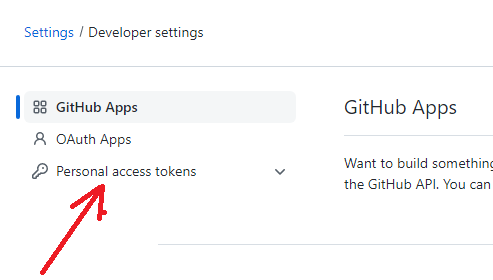 Settings / Developer settings
GitHub Apps
OAuth Apps
Personal access tokens
GitHub Apps
Want to build something
the GitHub API. You can